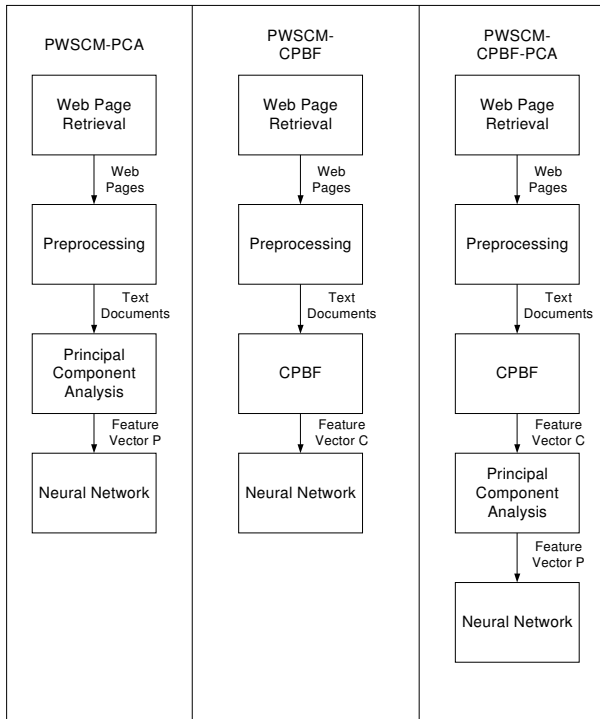 PWSCM-PCA
Web Page
Retrieval
Web
Pages
Preprocessing
Text
Documents
Principal
Component
Analysis
Feature
Vector P
Neural Network
PWSCM-
CPBF
Web Page
Retrieval
Web
Pages
Preprocessing
Text
Documents
CPBF
Feature
Vector C
Neural Network
PWSCM-
CPBF-PCA
Web Page
Retrieval
Web
Pages
Preprocessing
Text
Documents
CPBF
Feature
Vector C
Principal
Component
Analysis
Feature
Vector P
Neural Network